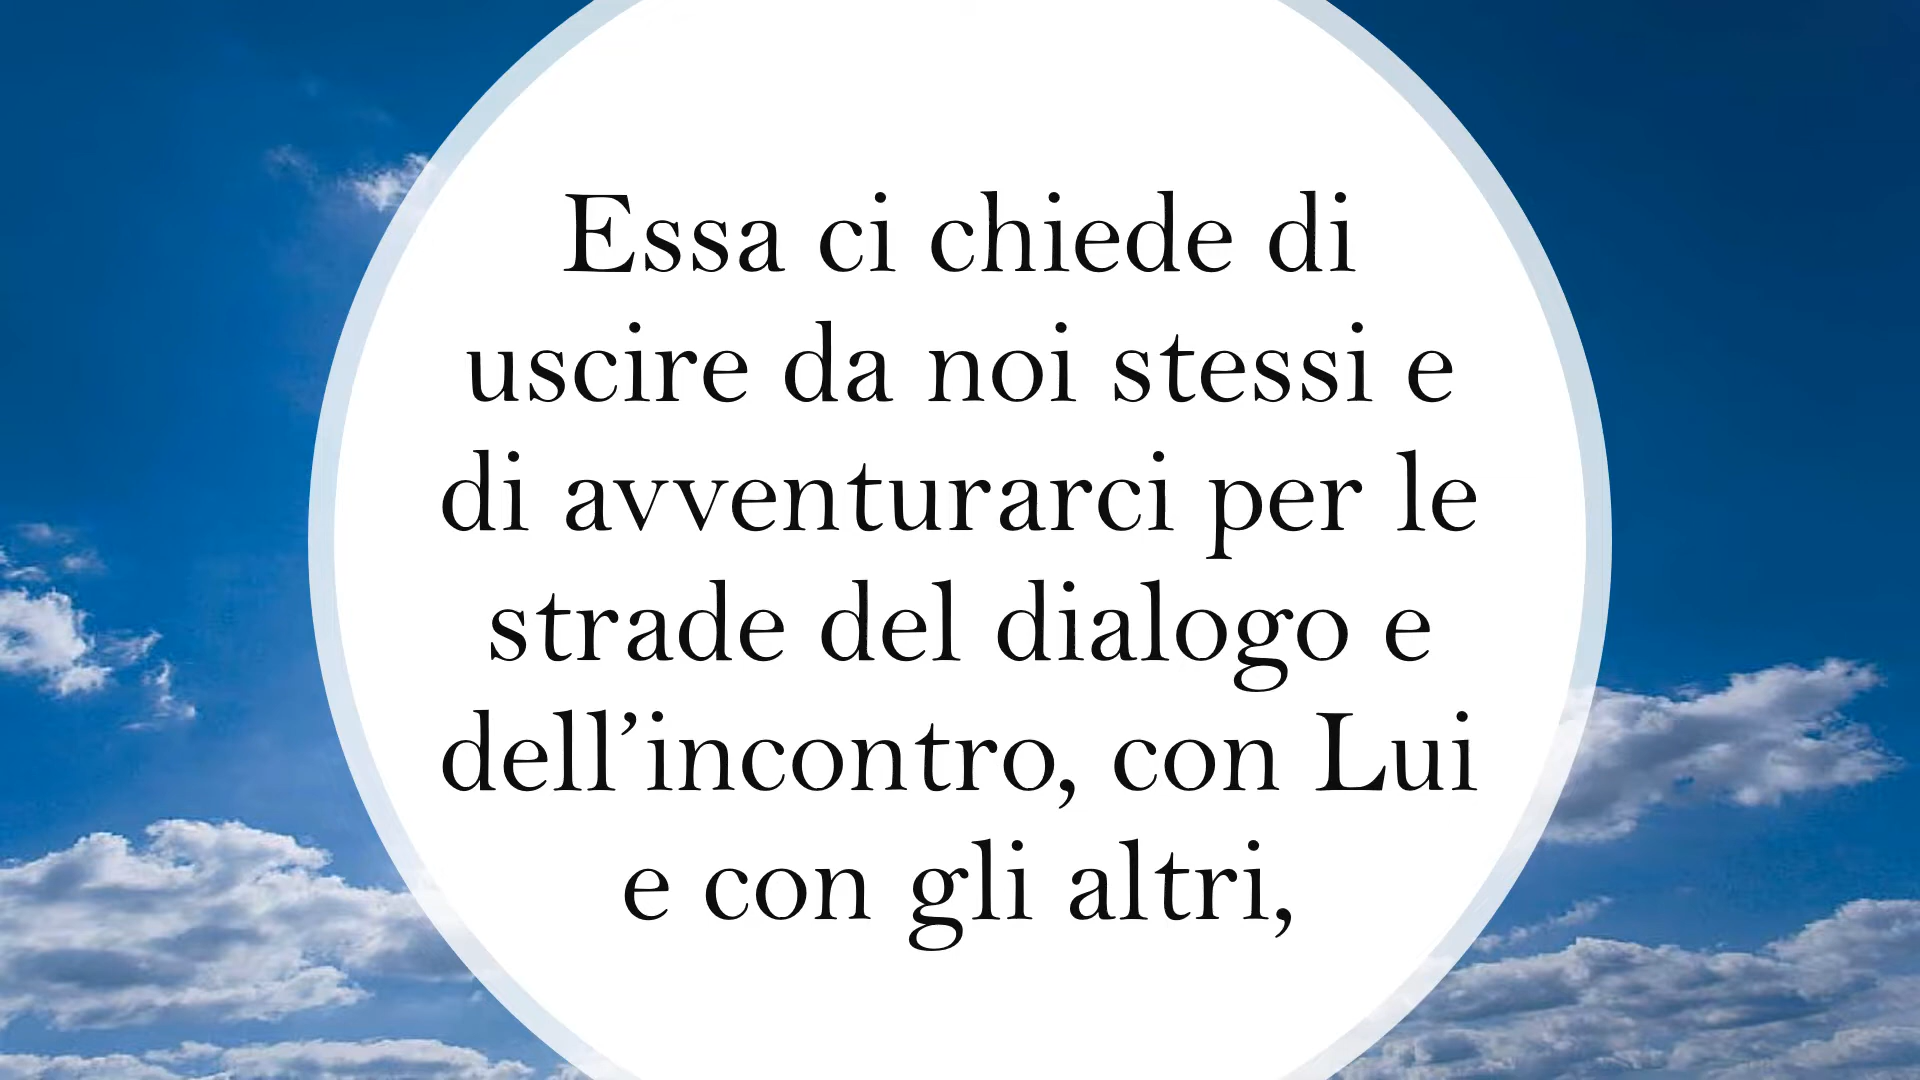 Essa ci chiede di
uscire da noi stessi e
di avventurarci per le
strade del dialogo e
dell’incontro, con Lui
e con gli altri,